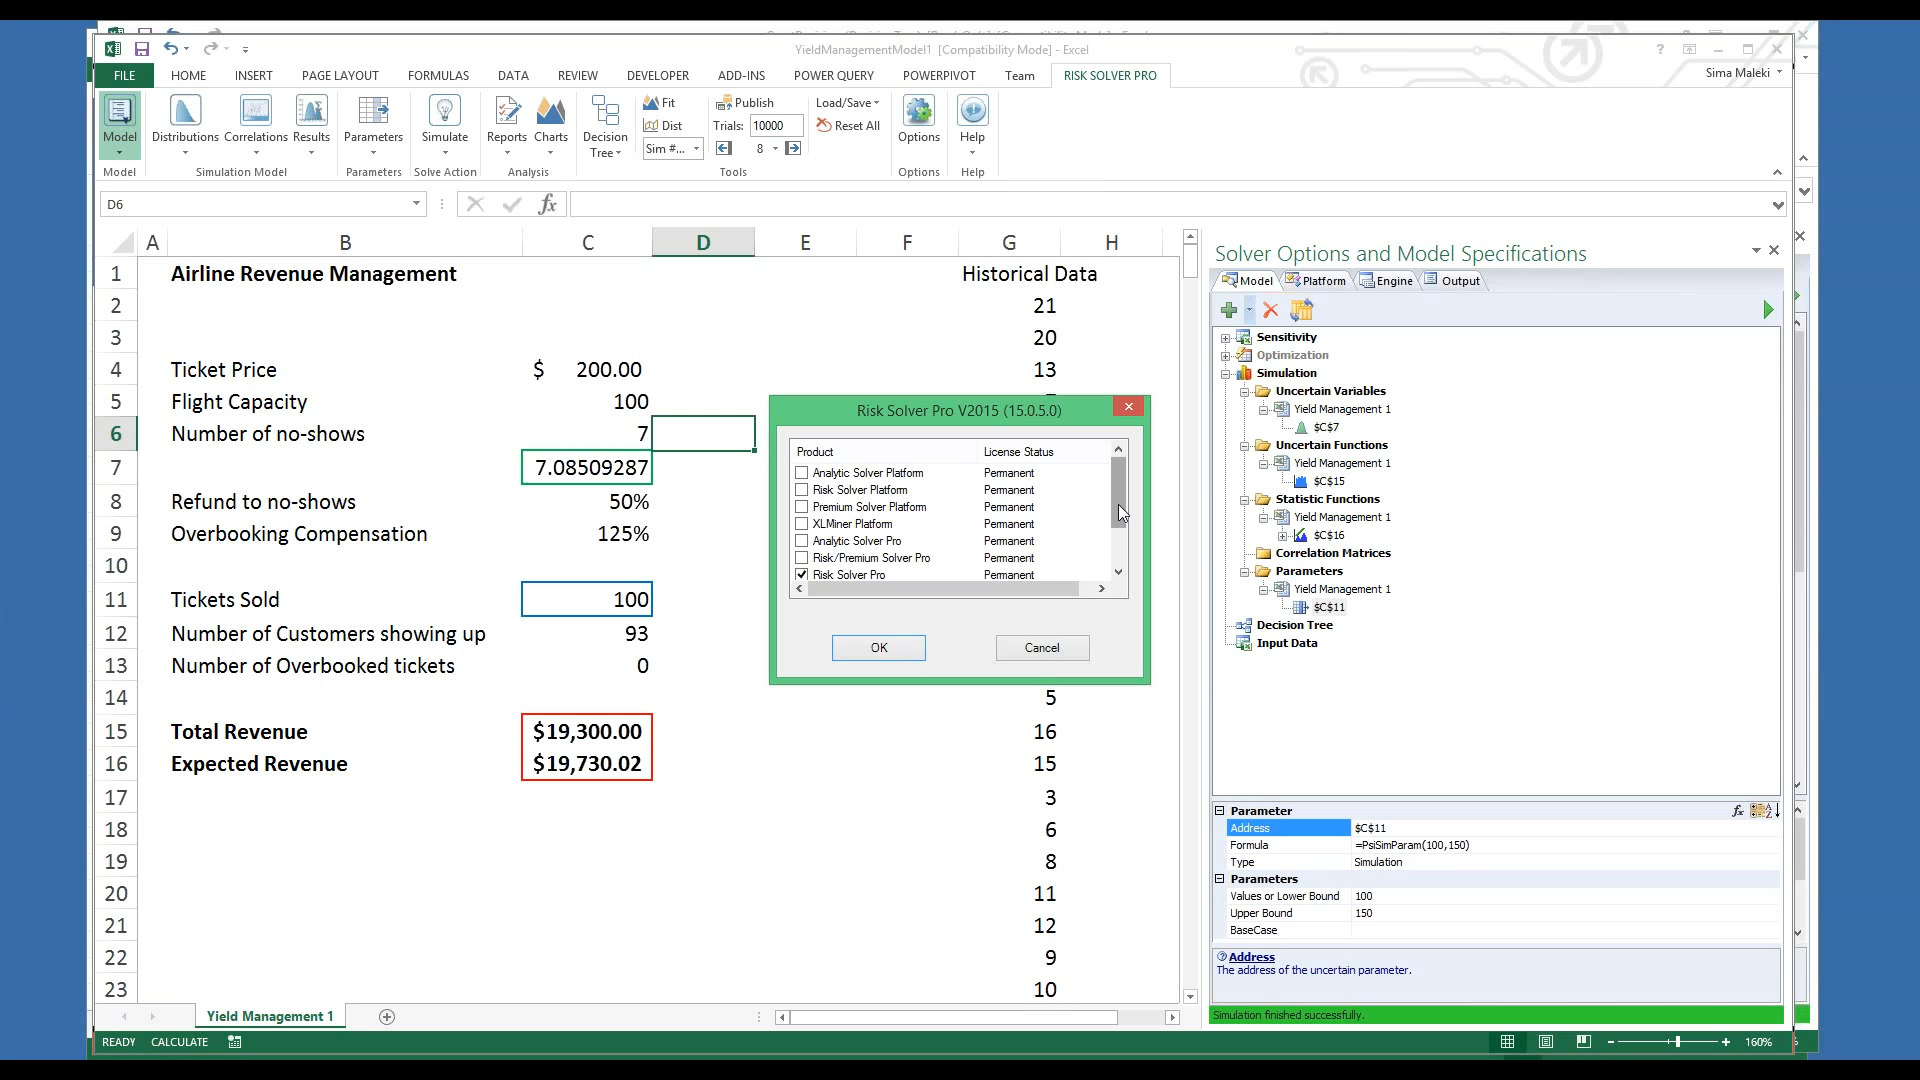 YieldManagementModel1 [Compatibility Mode] - Excel
FILE HOME INSERT PAGE LAYOUT FORMULAS DATA REVIEW DEVELOPER ADD-INS POWER QUERY POWERPIVOT Team RISK SOLVER PRO
Sima Maleki
Model Distributions Correlations Results Parameters Simulate Reports Charts Decision Tree
Fit
Dist
Sim #...
Publish
Trials: 10000
8
Load/Save
Reset All
Options
Help
Model Simulation Model Parameters Solve Action Analysis Tools Options Help
D6
fx
A B C D E F G H
1 Airline Revenue Management Historical Data
2 21
3 20
4 Ticket Price $ 200.00 13
5 Flight Capacity 100
6 Number of no-shows 7
7 7.08509287
8 Refund to no-shows 50%
9 Overbooking Compensation 125%
10
11 Tickets Sold 100
12 Number of Customers showing up 93
13 Number of Overbooked tickets 0
14 5
15 Total Revenue $19,300.00 16
16 Expected Revenue $19,730.02 15
17 3
18 6
19 8
20 11
21 12
22 9
23 10
Risk Solver Pro V2015 (15.0.5.0)
Product License Status
Analytic Solver Platform Permanent
Risk Solver Platform Permanent
Premium Solver Platform Permanent
XLMiner Platform Permanent
Analytic Solver Pro Permanent
Risk/Premium Solver Pro Permanent
Risk Solver Pro Permanent
OK Cancel
Solver Options and Model Specifications
Model Platform Engine Output
Sensitivity
Optimization
Simulation
Uncertain Variables
Yield Management 1
$C$7
Uncertain Functions
Yield Management 1
$C$15
Statistic Functions
Yield Management 1
$C$16
Correlation Matrices
Parameters
Yield Management 1
$C$11
Decision Tree
Input Data
Parameter
Address $C$11
Formula =PsiSimParam(100,150)
Type Simulation
Parameters
Values or Lower Bound 100
Upper Bound 150
BaseCase
Address
The address of the uncertain parameter.
Simulation finished successfully.
Yield Management 1
READY CALCULATE
160%